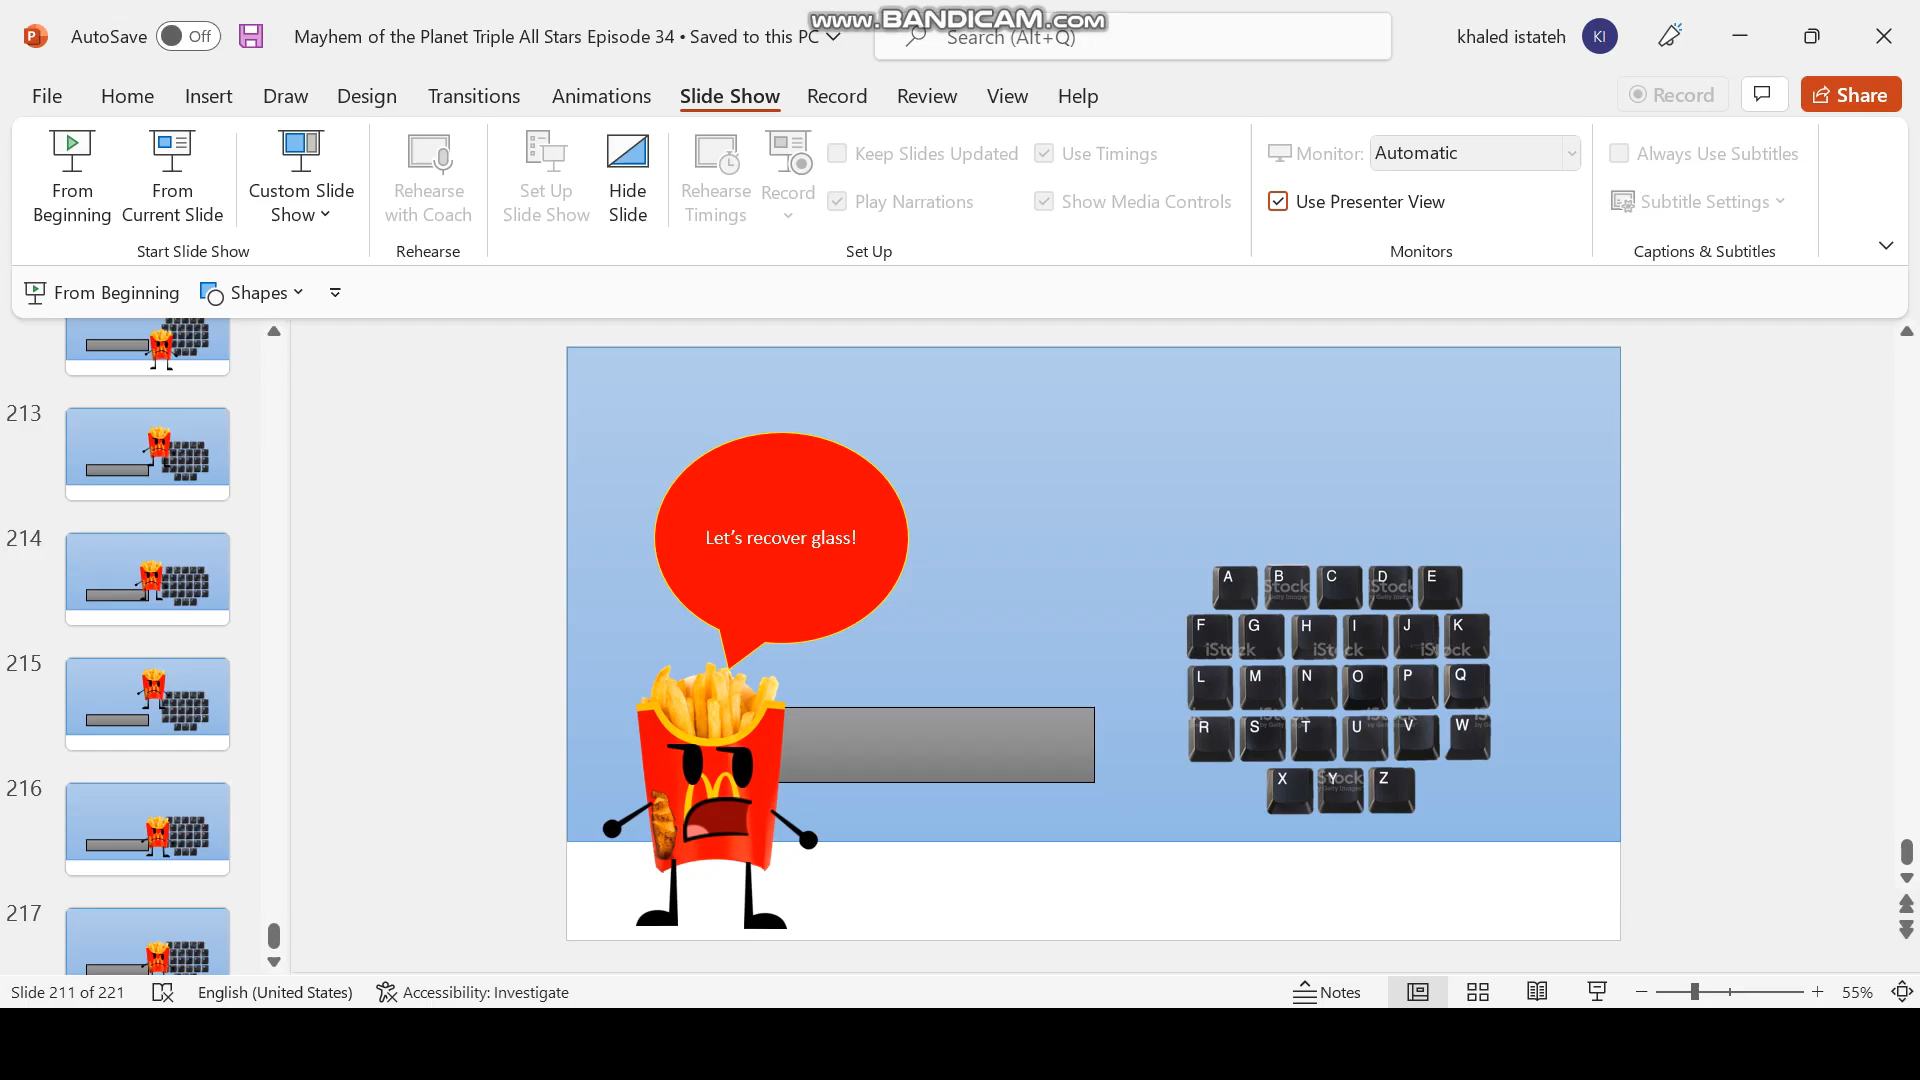 www.BANDICAM.com
AutoSave Off Mayhem of the Planet Triple All Stars Episode 34 • Saved to this PC Search (Alt+Q) khaled istateh KI
File Home Insert Draw Design Transitions Animations Slide Show Record Review View Help Record Share
From Beginning
From Current Slide
Custom Slide Show
Rehearse with Coach
Set Up Slide Show
Hide Slide
Rehearse Timings
Record
Keep Slides Updated
Play Narrations
Use Timings
Show Media Controls
Monitor: Automatic
Use Presenter View
Always Use Subtitles
Subtitle Settings
Start Slide Show Rehearse Set Up Monitors Captions & Subtitles
From Beginning Shapes
213
214
215
216
217
Let's recover glass!
A B C D E
F G H I J K
L M N O P Q
R S T U V W
X Y Z
Slide 211 of 221 English (United States) Accessibility: Investigate Notes 55%